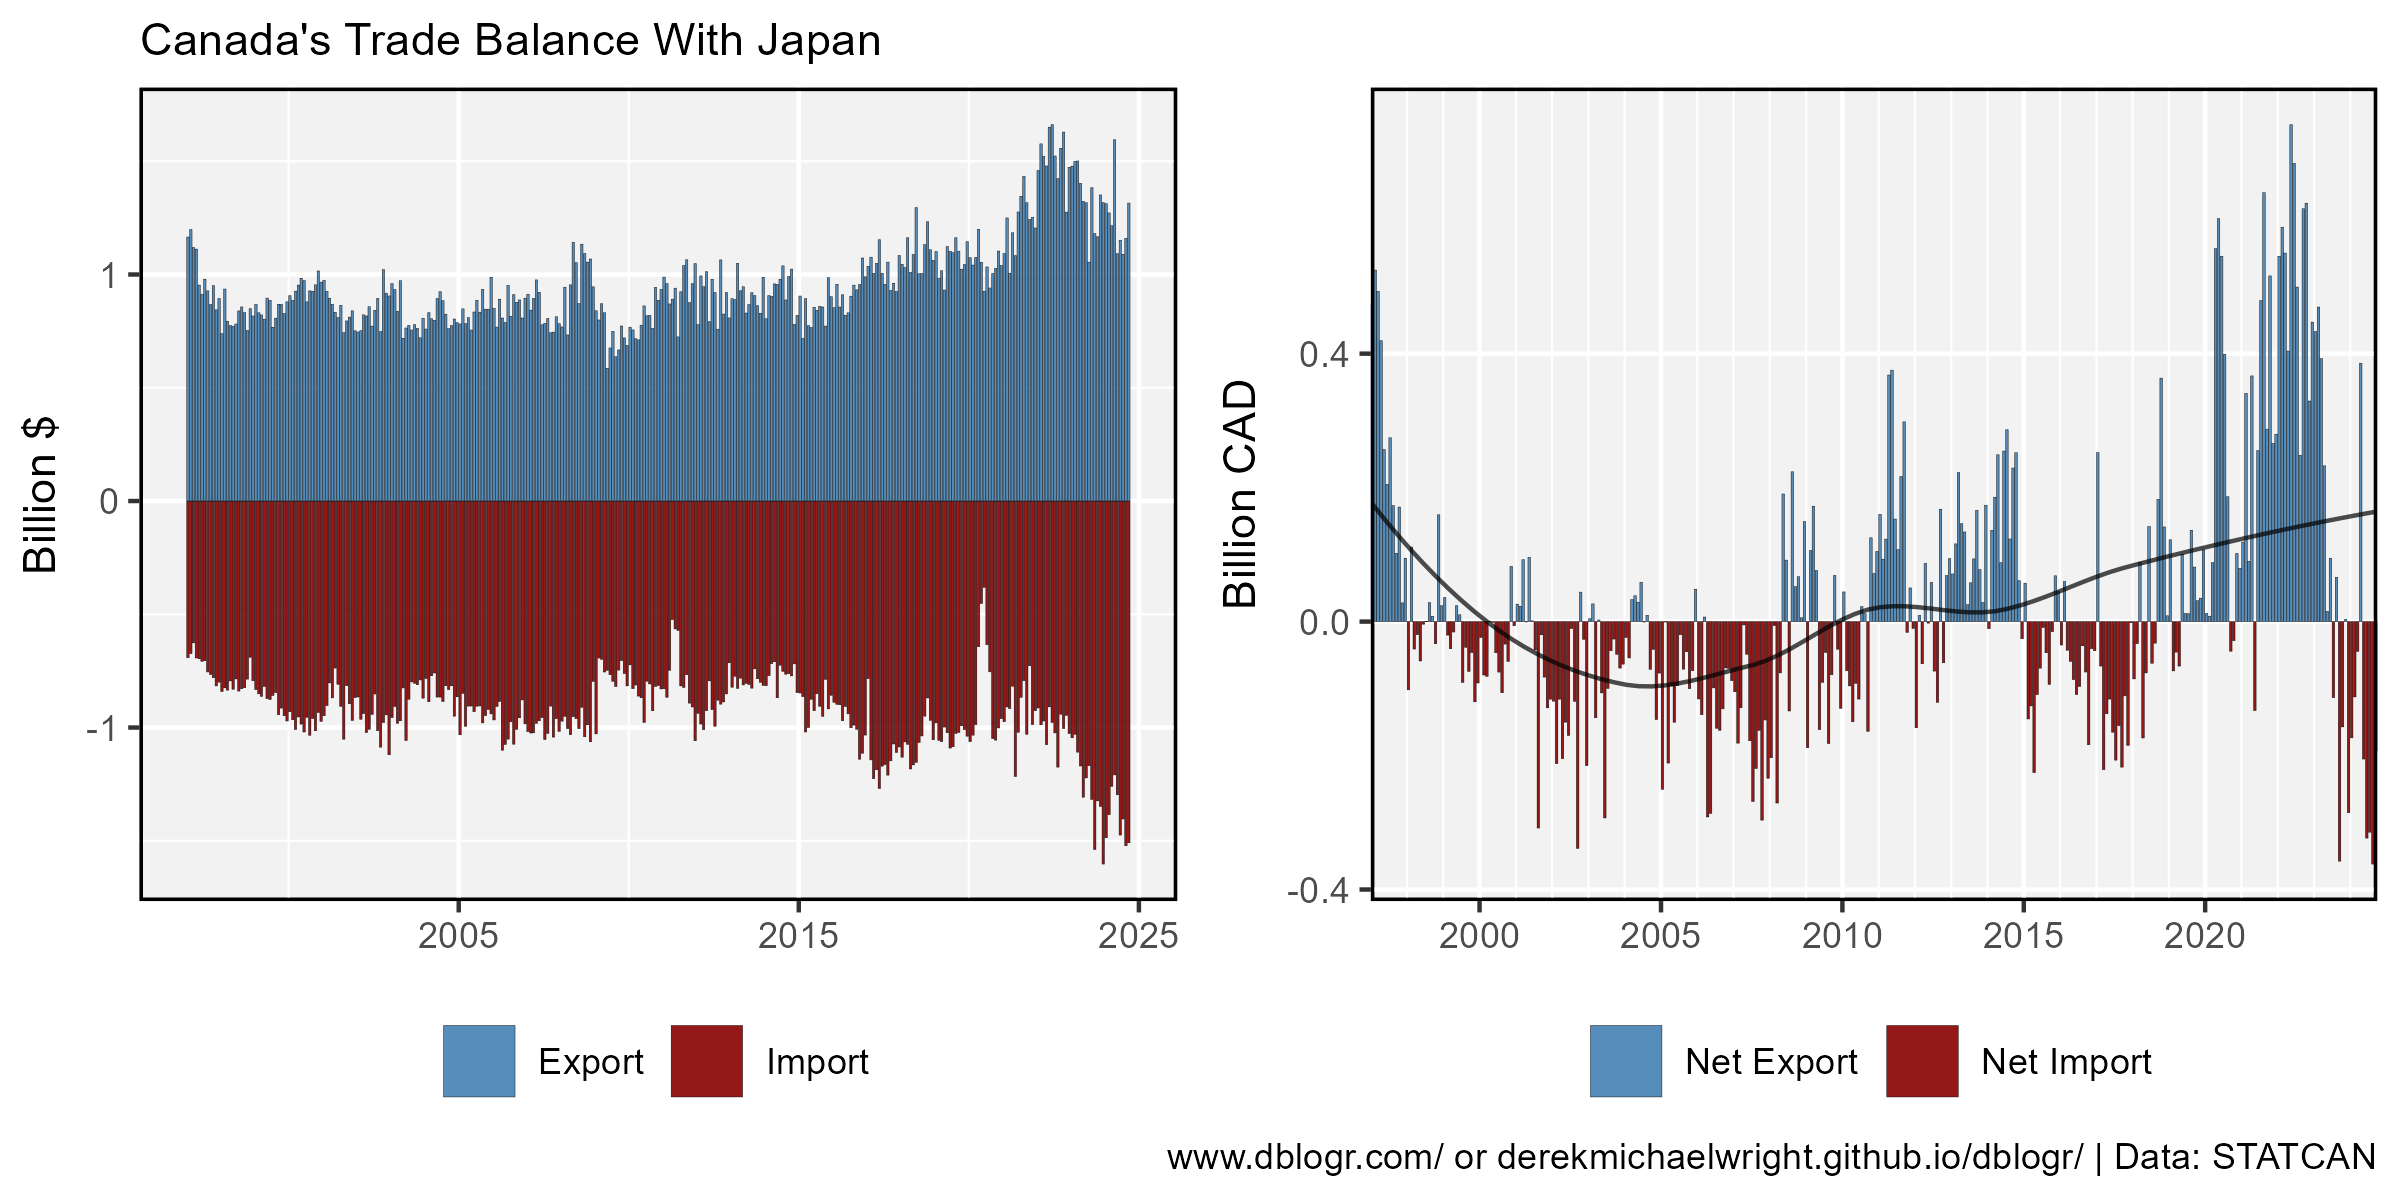 Canada's Trade Balance With Japan
Billion $
1
0
-1
2005
2015
2025
Export
Import
Billion CAD
0.4
0.0
-0.4
2000
2005
2010
2015
2020
Net Export
Net Import
www.dblogr.com/ or derekmichaelwright.github.io/dblogr/ | Data: STATCAN